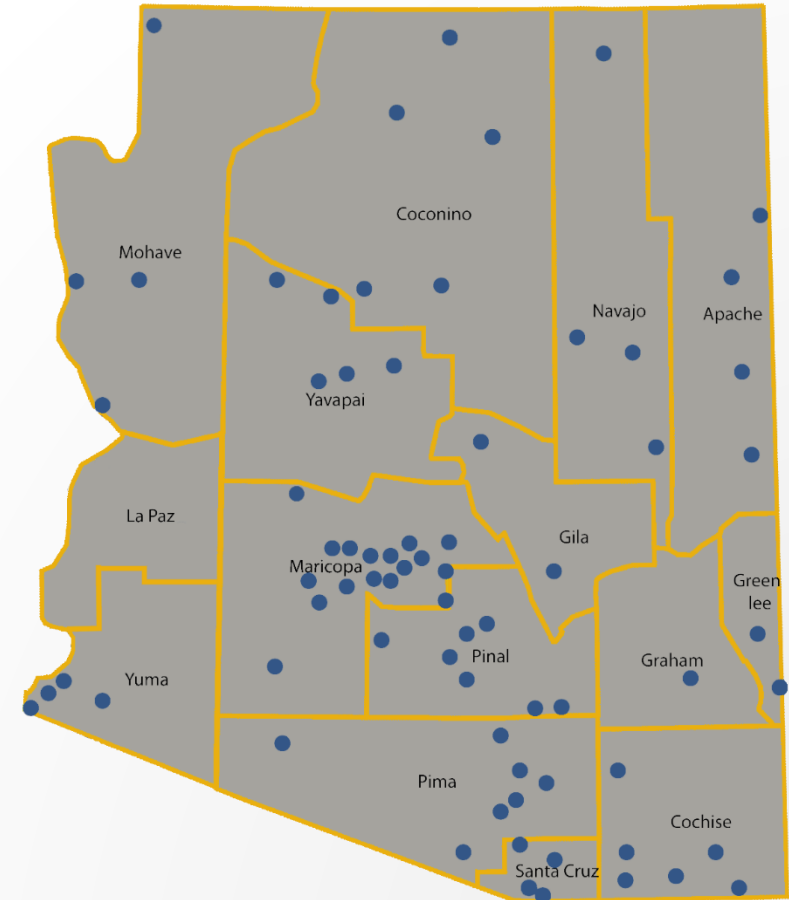 Coconino
Mohave
Navajo
Apache
Yavapai
La Paz
Gila
Maricopa
Green
lee
Pinal
Graham
Yuma
Pima
Cochise
Santa Cruz